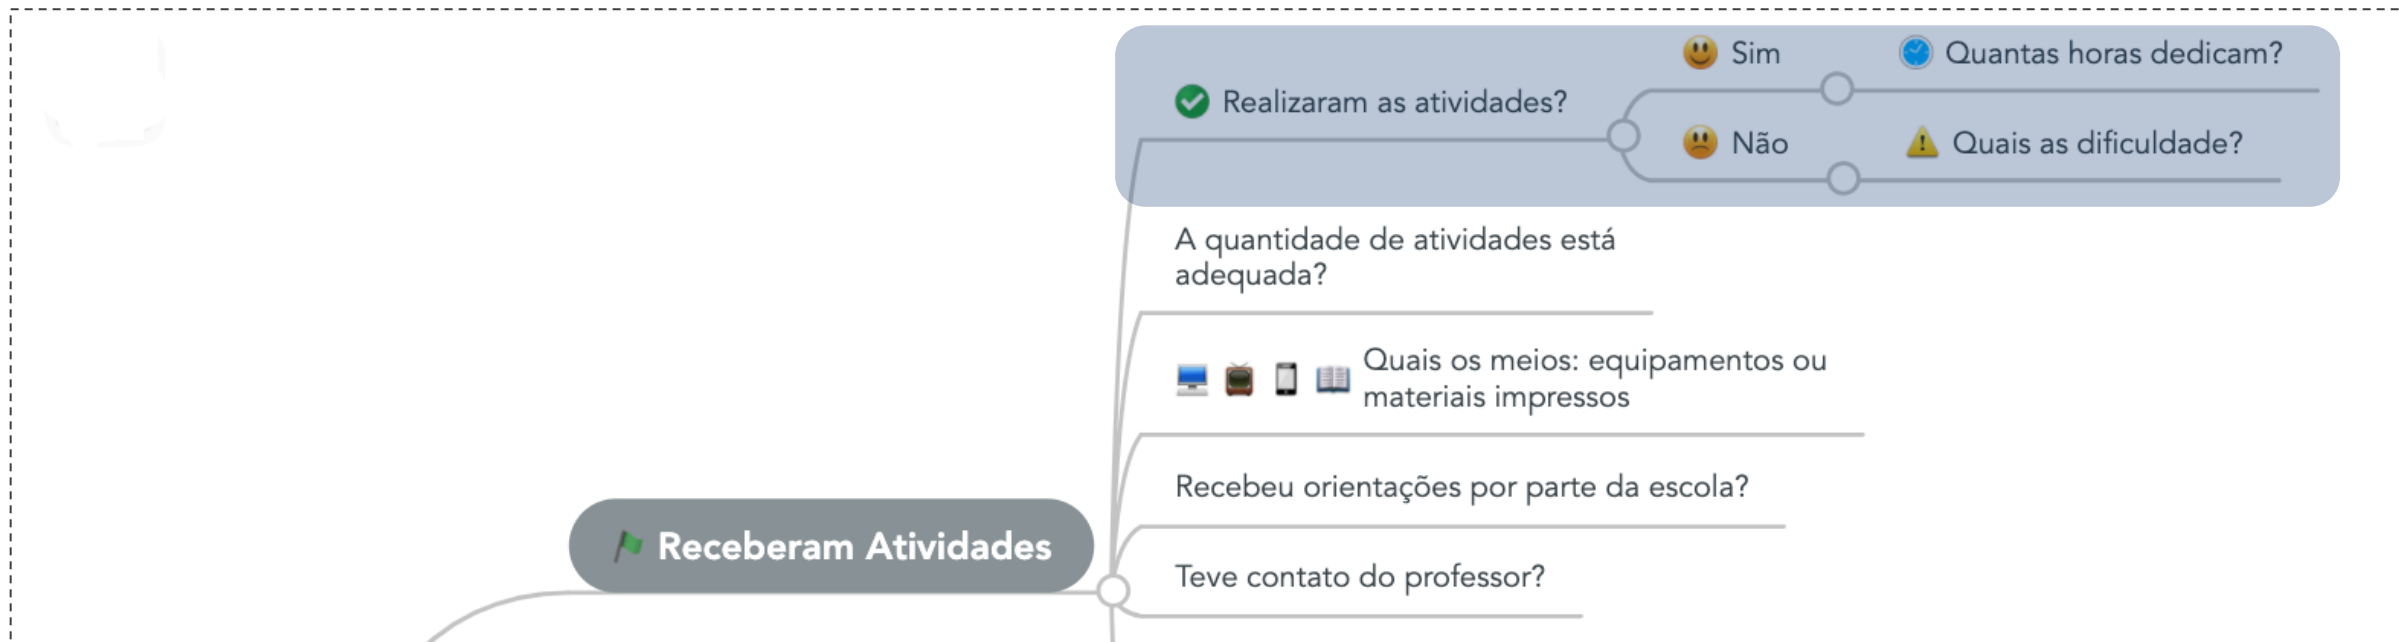 Sim
Quantas horas dedicam?
Realizaram as atividades?
Não
Quais as dificuldade?
A quantidade de atividades está
adequada?
Quais os meios: equipamentos ou
materiais impressos
Recebeu orientações por parte da escola?
Receberam Atividades
Teve contato do professor?